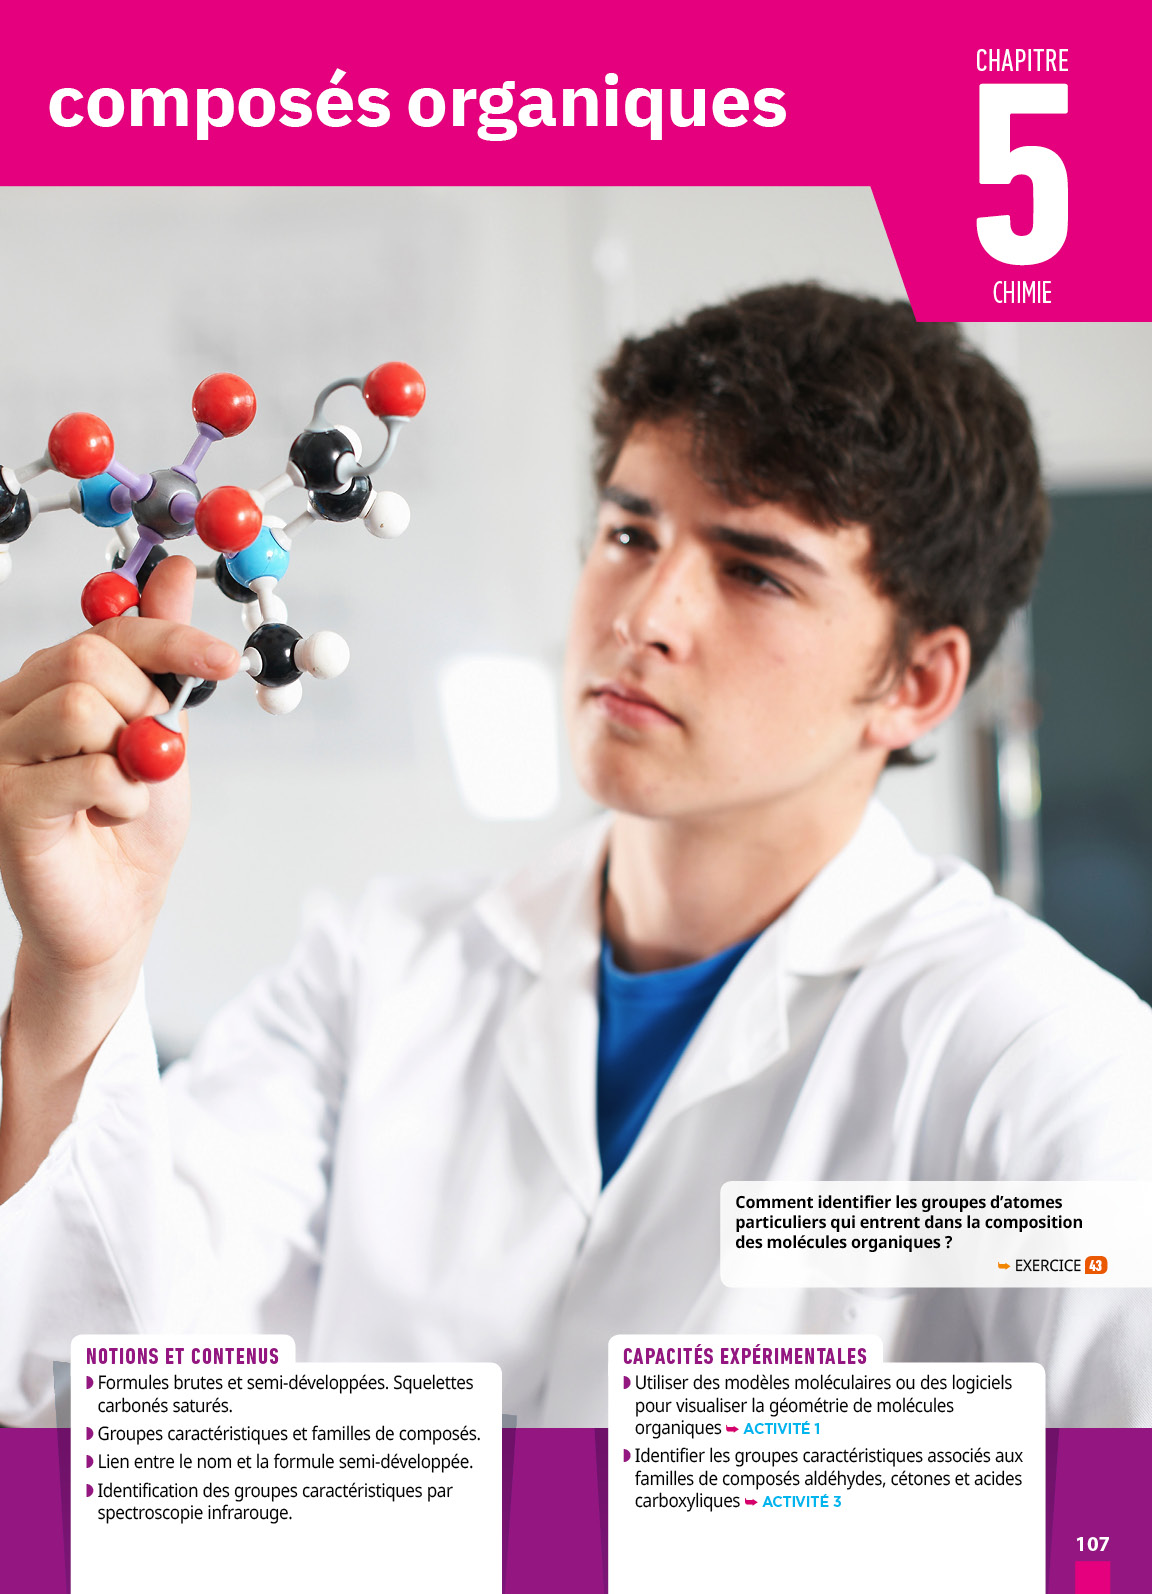 composés organiques
CHAPITRE
5
CHIMIE
Comment identifier les groupes d’atomes
particuliers qui entrent dans la composition
des molécules organiques ?
➥ EXERCICE 43
NOTIONS ET CONTENUS
◗ Formules brutes et semi-développées. Squelettes
carbonés saturés.
◗ Groupes caractéristiques et familles de composés.
◗ Lien entre le nom et la formule semi-développée.
◗ Identification des groupes caractéristiques par
spectroscopie infrarouge.
CAPACITÉS EXPÉRIMENTALES
◗ Utiliser des modèles moléculaires ou des logiciels
pour visualiser la géométrie de molécules
organiques ➥ ACTIVITÉ 1
◗ Identifier les groupes caractéristiques associés aux
familles de composés aldéhydes, cétones et acides
carboxyliques ➥ ACTIVITÉ 3
107